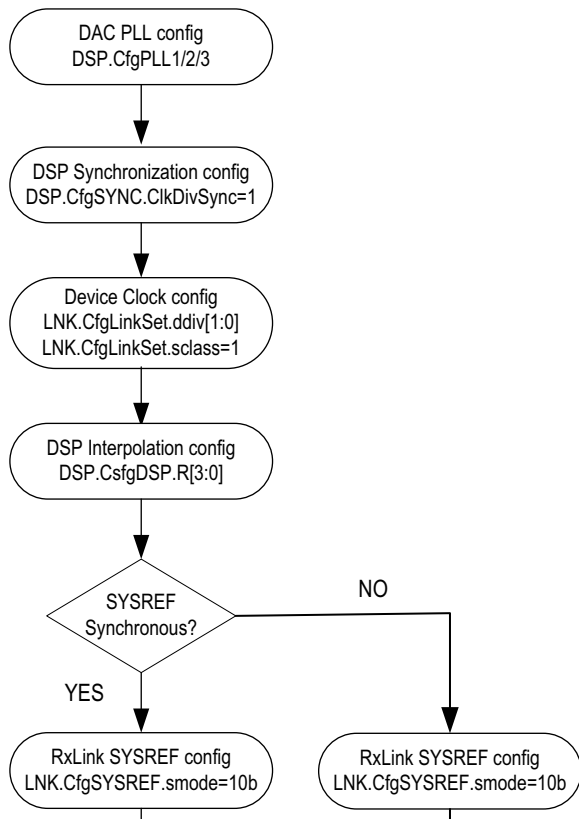 DAC PLL config
DSP.CfgPLL1/2/3
DSP Synchronization config
DSP.CfgSYNC.ClkDivSync=1
Device Clock config
LNK.CfgLinkSet.ddiv[1:0]
LNK.CfgLinkSet.sclass=1
DSP Interpolation config
DSP.CsfgDSP.R[3:0]
SYSREF
Synchronous?
NO
YES
RxLink SYSREF config
LNK.CfgSYSREF.smode=10b
RxLink SYSREF config
LNK.CfgSYSREF.smode=10b